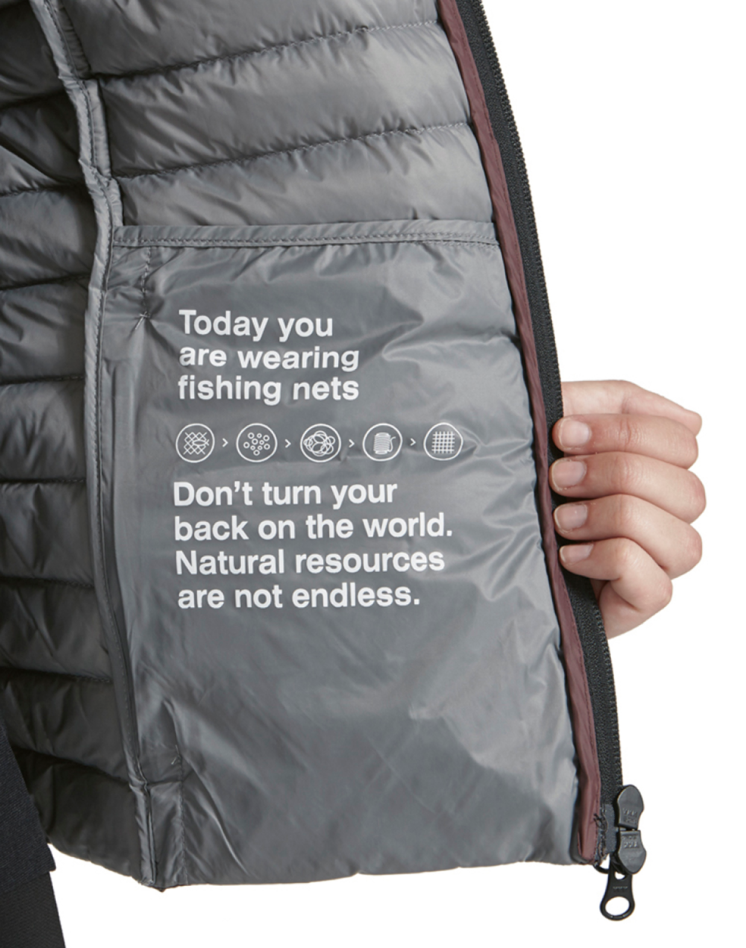 Today you
are wearing
fishing nets
Don't turn your
back on the world.
Natural resources
are not endless.